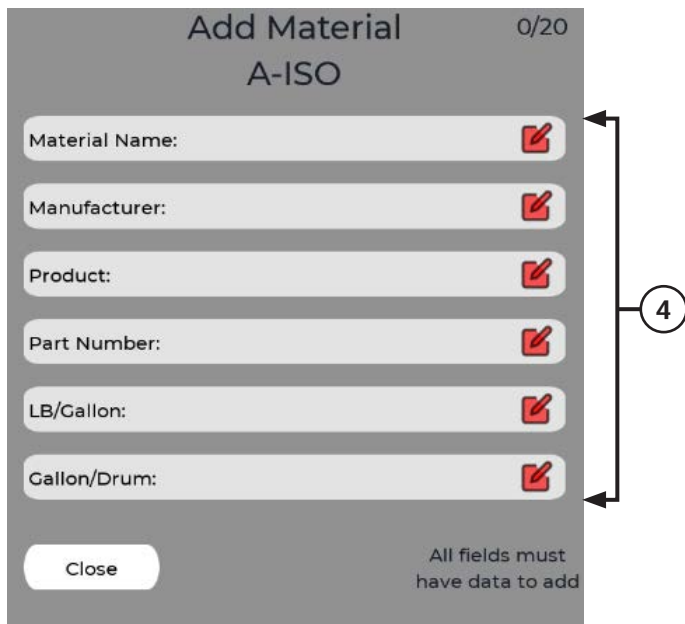 Add Material 0/20
A-ISO
Material Name:
Manufacturer:
Product:
Part Number:
LB/Gallon:
Gallon/Drum:
4
Close
All fields must
have data to add